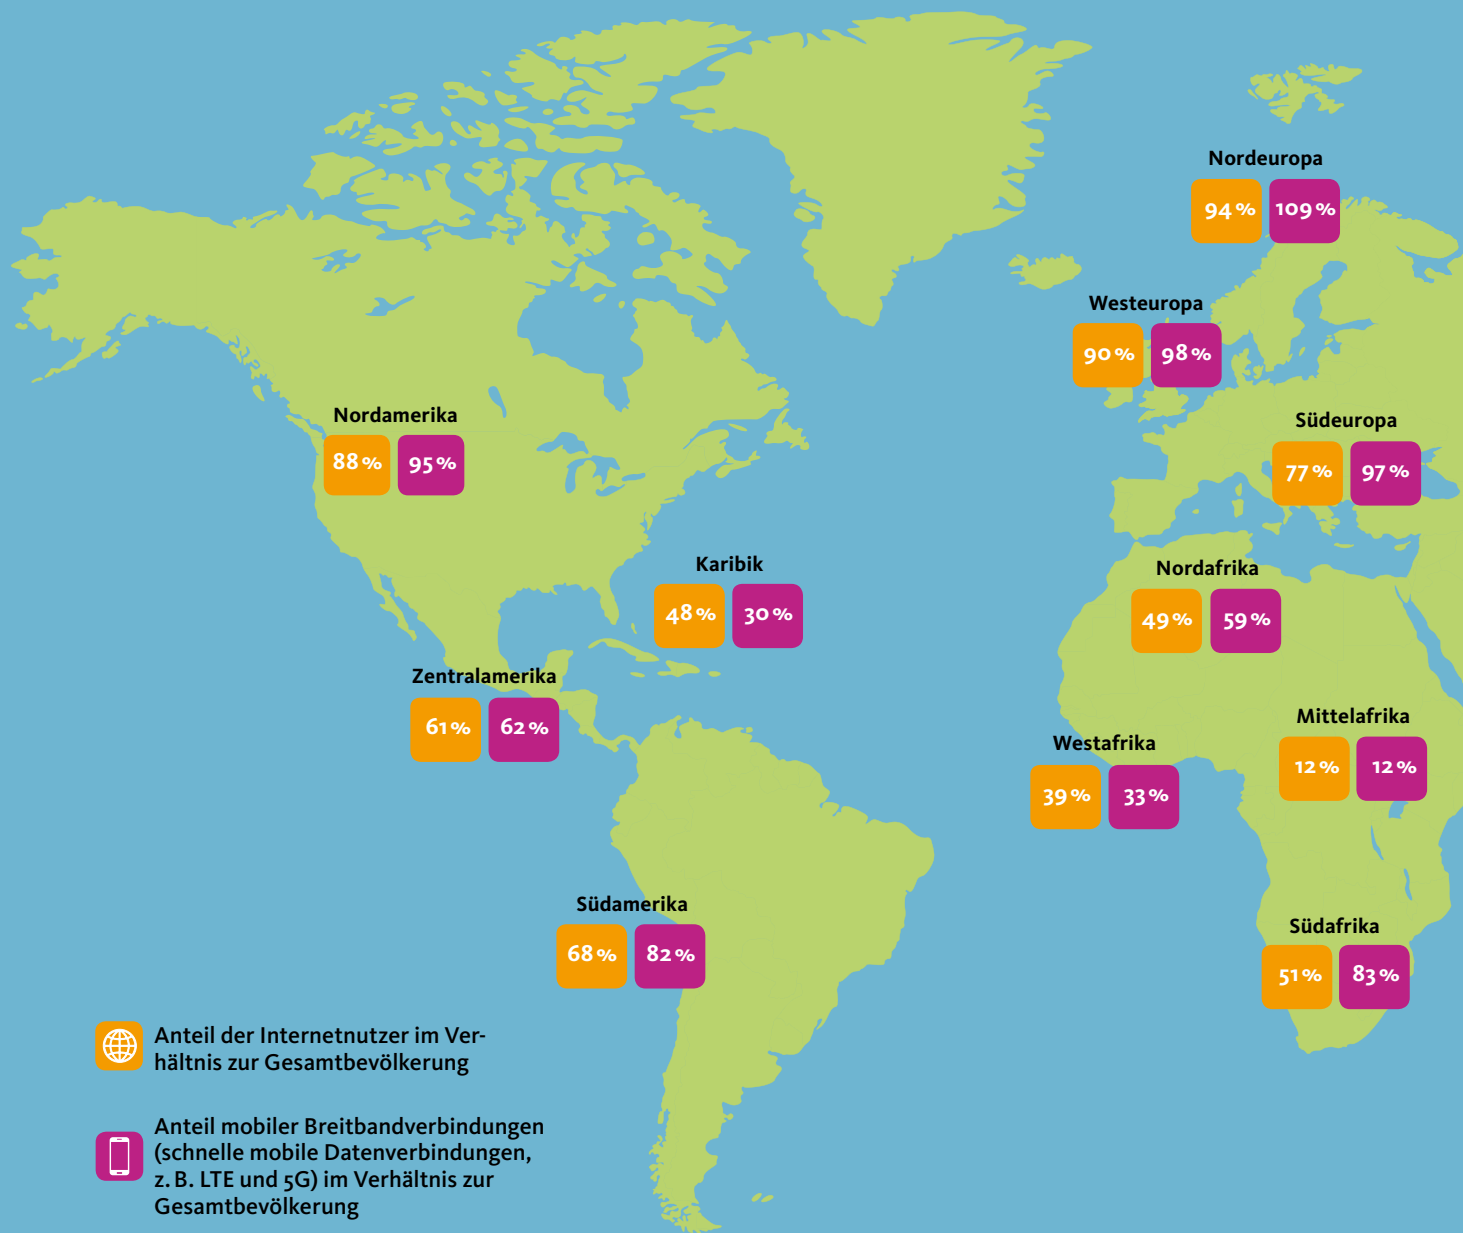 Nordeuropa
94 % 109 %
Westeuropa
90 % 98 %
Nordamerika
88 % 95 %
Südeuropa
77 % 97 %
Karibik
48 % 30 %
Nordafrika
49 % 59 %
Zentralamerika
61 % 62 %
Mittelafrika
12 % 12 %
Westafrika
39 % 33 %
Südamerika
68 % 82 %
Südafrika
51 % 83 %
Anteil der Internetnutzer im Ver-
hältnis zur Gesamtbevölkerung
Anteil mobiler Breitbandverbindungen
(schnelle mobile Datenverbindungen,
z. B. LTE und 5G) im Verhältnis zur
Gesamtbevölkerung